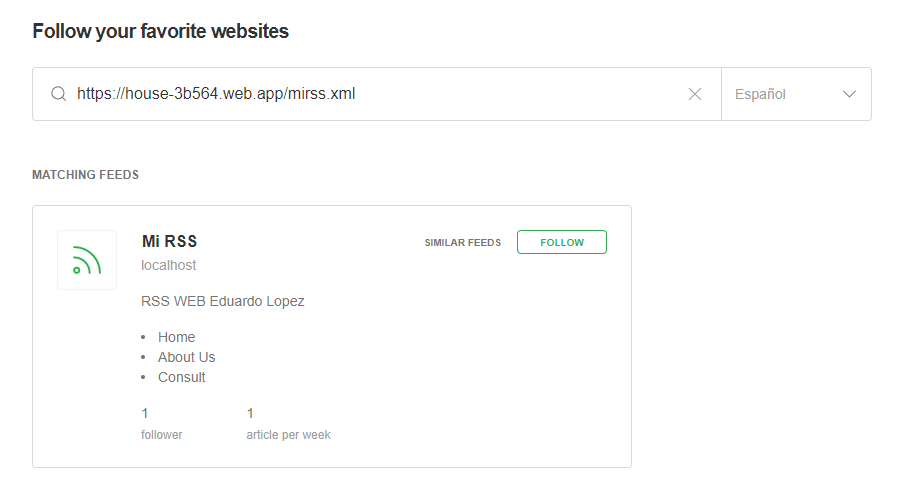 Follow your favorite websites
https://house-3b564.web.app/mirss.xml
Español
MATCHING FEEDS
Mi RSS
SIMILAR FEEDS
FOLLOW
localhost
RSS WEB Eduardo Lopez
• Home
• About Us
• Consult
1 1
follower article per week